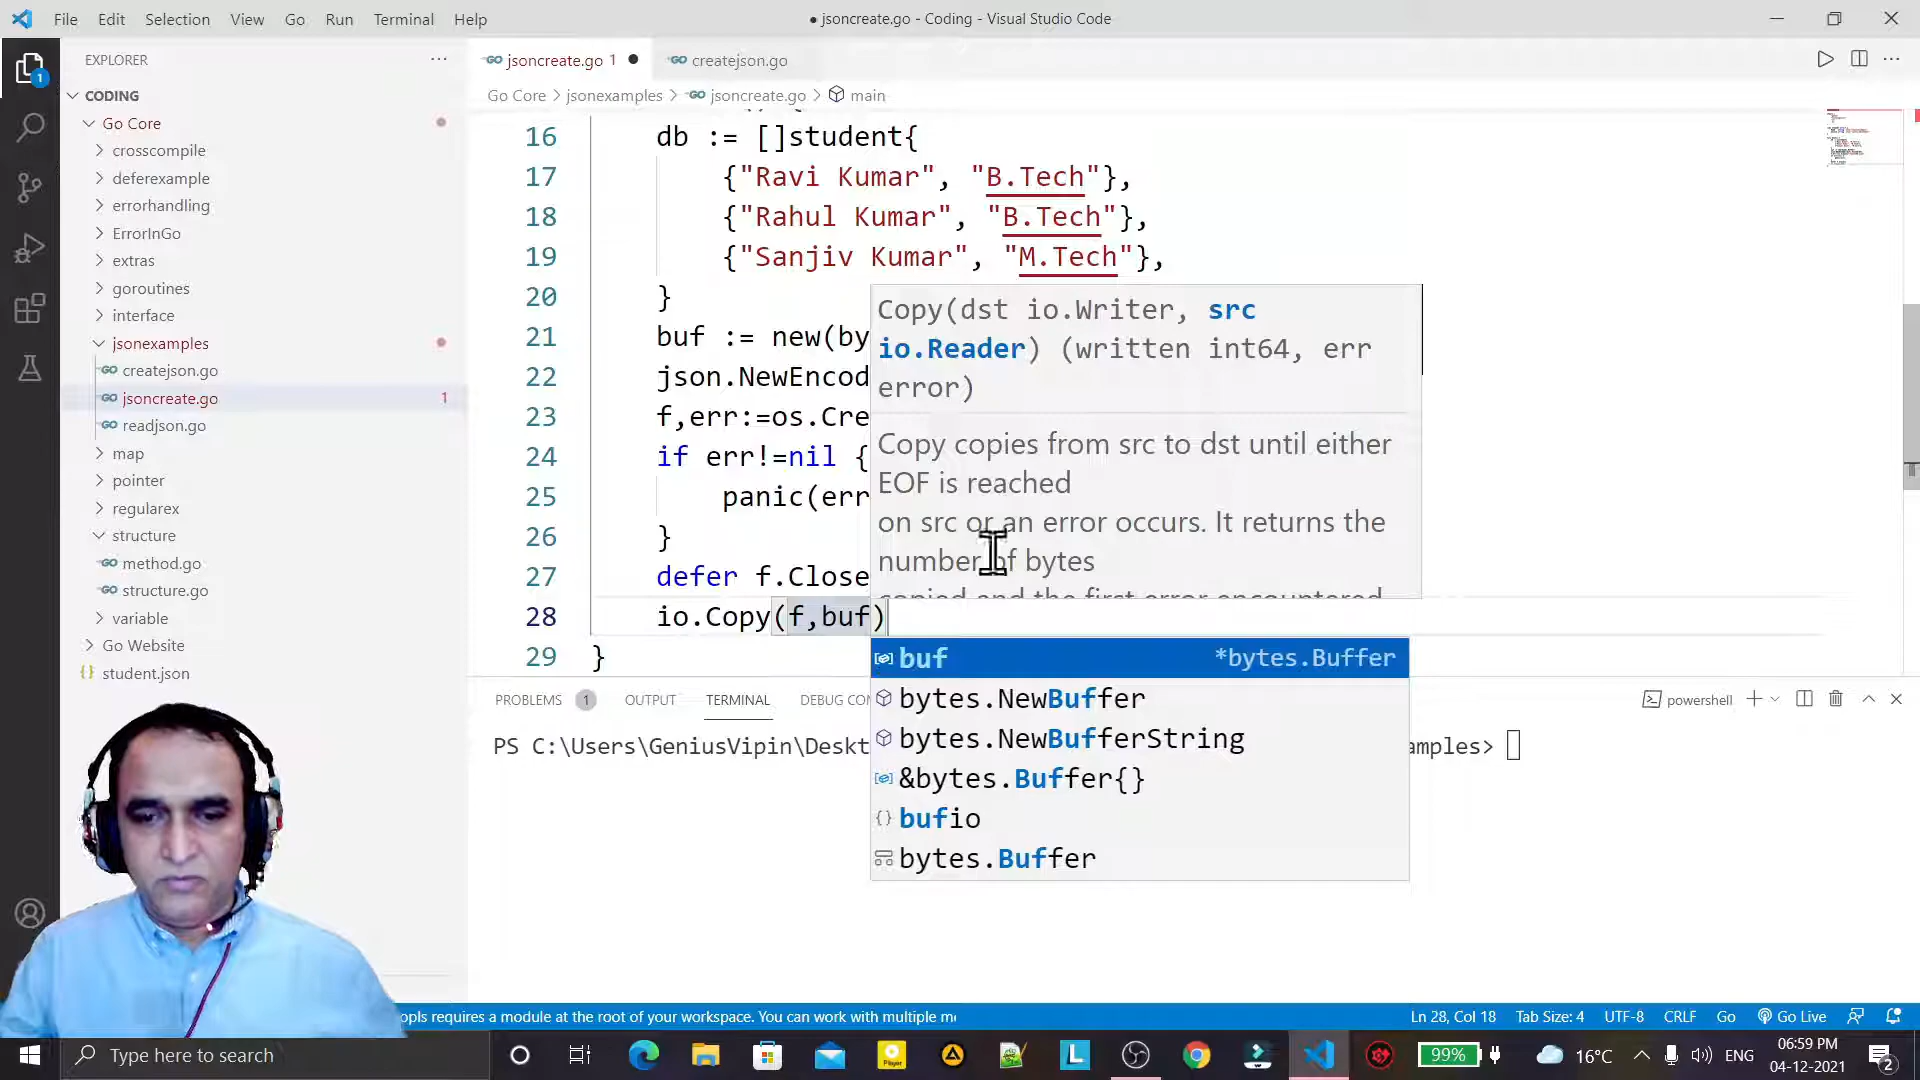 File Edit Selection View Go Run Terminal Help
● jsoncreate.go - Coding - Visual Studio Code
EXPLORER
jsoncreate.go 1
createjson.go
1
CODING
Go Core > jsonexamples > jsoncreate.go > main
Go Core
crosscompile
deferexample
errorhandling
ErrorInGo
extras
goroutines
interface
jsonexamples
createjson.go
jsoncreate.go 1
readjson.go
map
pointer
regularex
structure
method.go
structure.go
variable
Go Website
student.json
16 db := []student{
17 {"Ravi Kumar", "B.Tech"},
18 {"Rahul Kumar", "B.Tech"},
19 {"Sanjiv Kumar", "M.Tech"},
20 }
21 buf := new(by
22 json.NewEncod
23 f,err:=os.Cre
24 if err!=nil {
25 panic(err
26 }
27 defer f.Close
28 io.Copy(f,buf)
29 }
Copy(dst io.Writer, src
io.Reader) (written int64, err
error)
Copy copies from src to dst until either
EOF is reached
on src or an error occurs. It returns the
number of bytes
copied and the first error encountered
buf *bytes.Buffer
bytes.NewBuffer
bytes.NewBufferString
&bytes.Buffer{}
bufio
bytes.Buffer
PROBLEMS 1 OUTPUT TERMINAL DEBUG CON
powershell
PS C:\Users\GeniusVipin\Deskt
amples>
opls requires a module at the root of your workspace. You can work with multiple m
Ln 28, Col 18 Tab Size: 4 UTF-8 CRLF Go Go Live
Type here to search
Player
L
99%
16°C
ENG
06:59 PM
04-12-2021
2